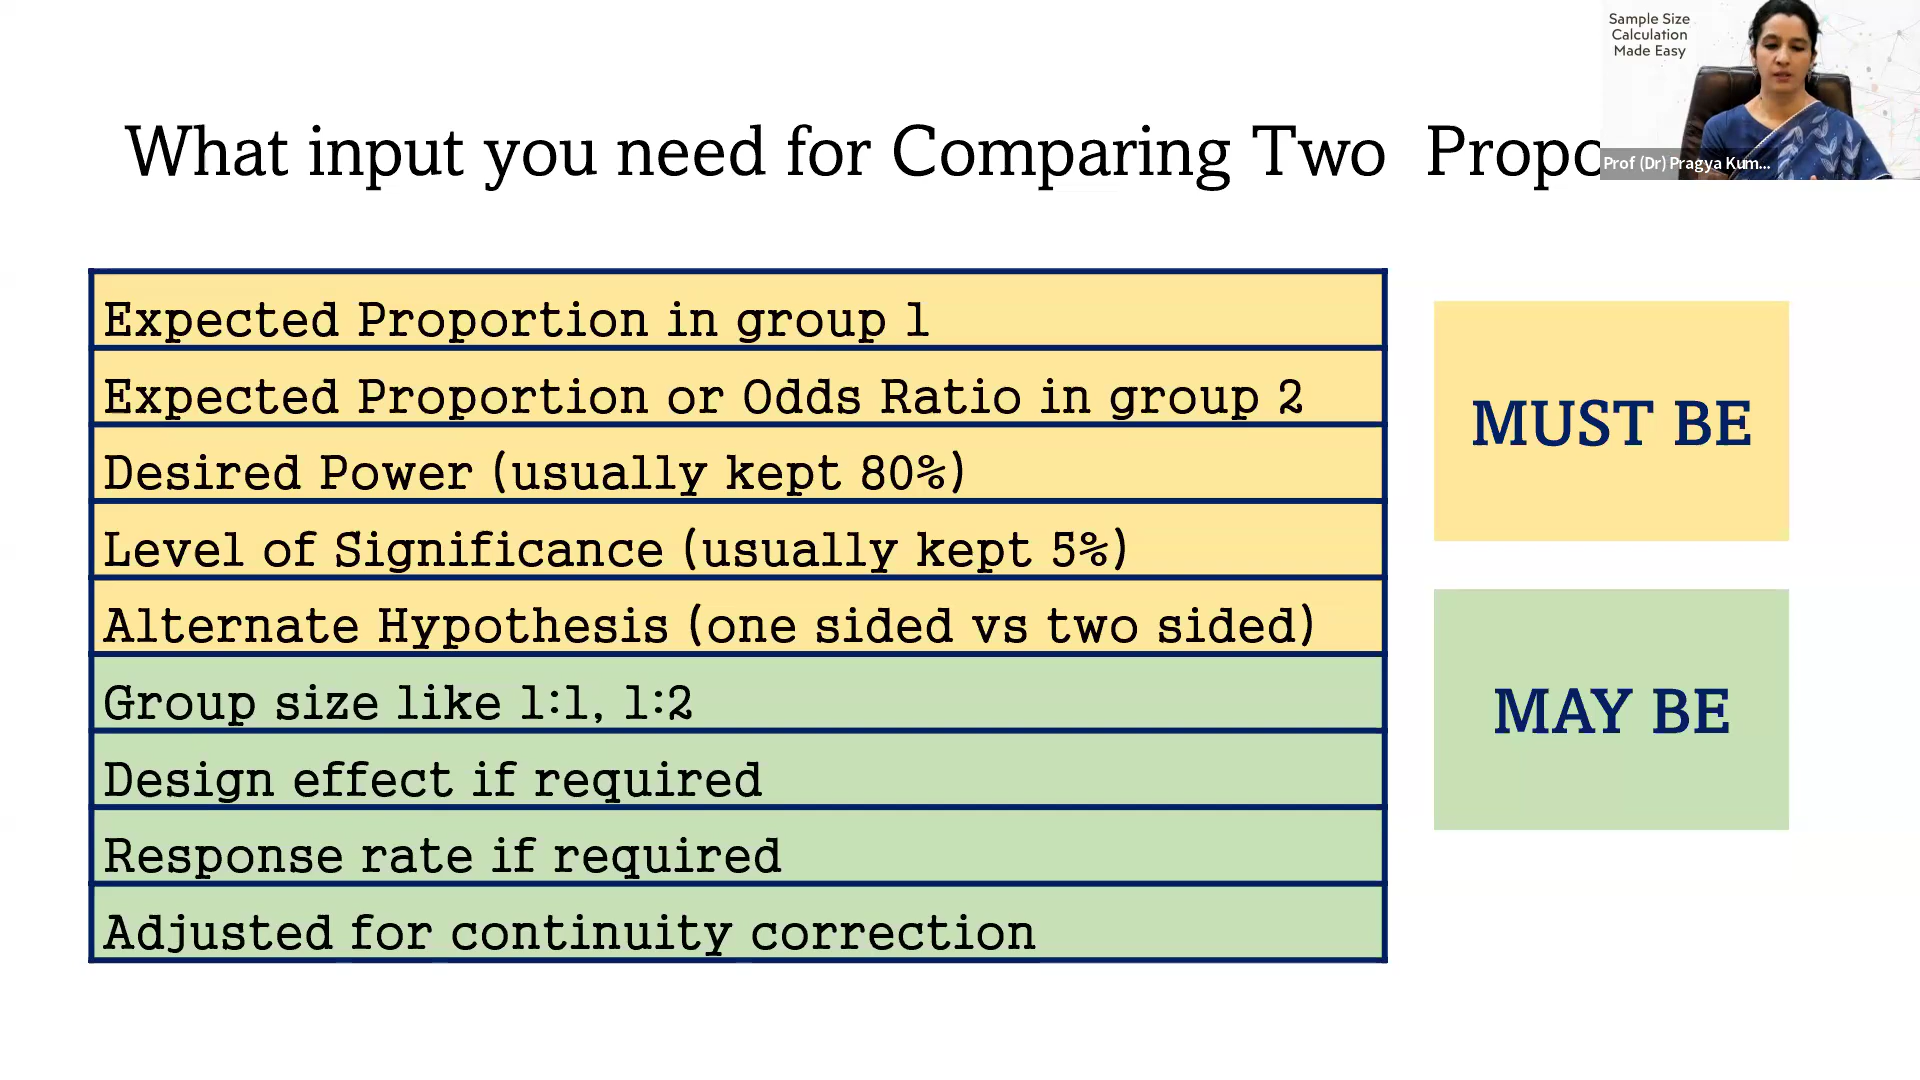 Sample Size
Calculation
Made Easy
What input you need for Comparing Two Propo
Prof (Dr) Pragya Kum...
Expected Proportion in group 1
Expected Proportion or Odds Ratio in group 2
Desired Power (usually kept 80%)
Level of Significance (usually kept 5%)
Alternate Hypothesis (one sided vs two sided)
Group size like 1:1, 1:2
Design effect if required
Response rate if required
Adjusted for continuity correction
MUST BE
MAY BE